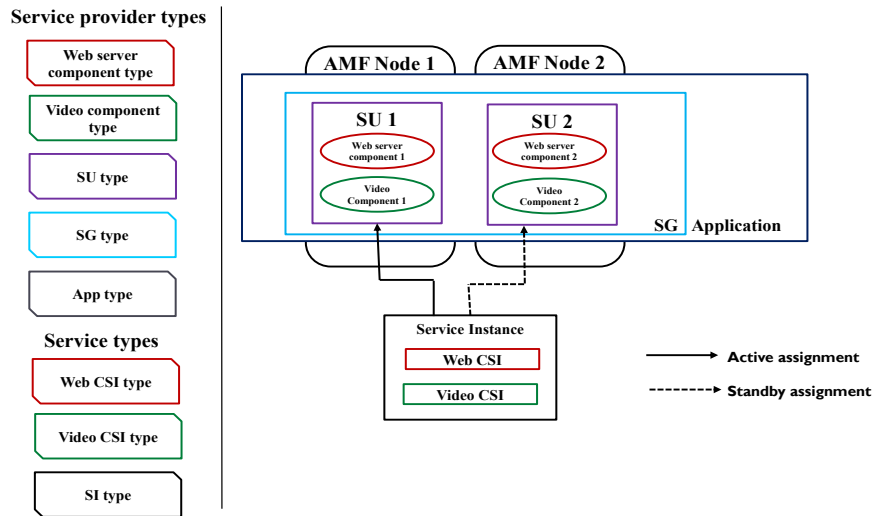 Service provider types
Web server
component type
Video component
type
SU type
SG type
App type
Service types
Web CSI type
Video CSI type
SI type
AMF Node 1
AMF Node 2
SU 1
Web server
component 1
Video
Component 1
SU 2
Web server
component 2
Video
Component 2
SG
Application
Service Instance
Web CSI
Video CSI
Active assignment
Standby assignment